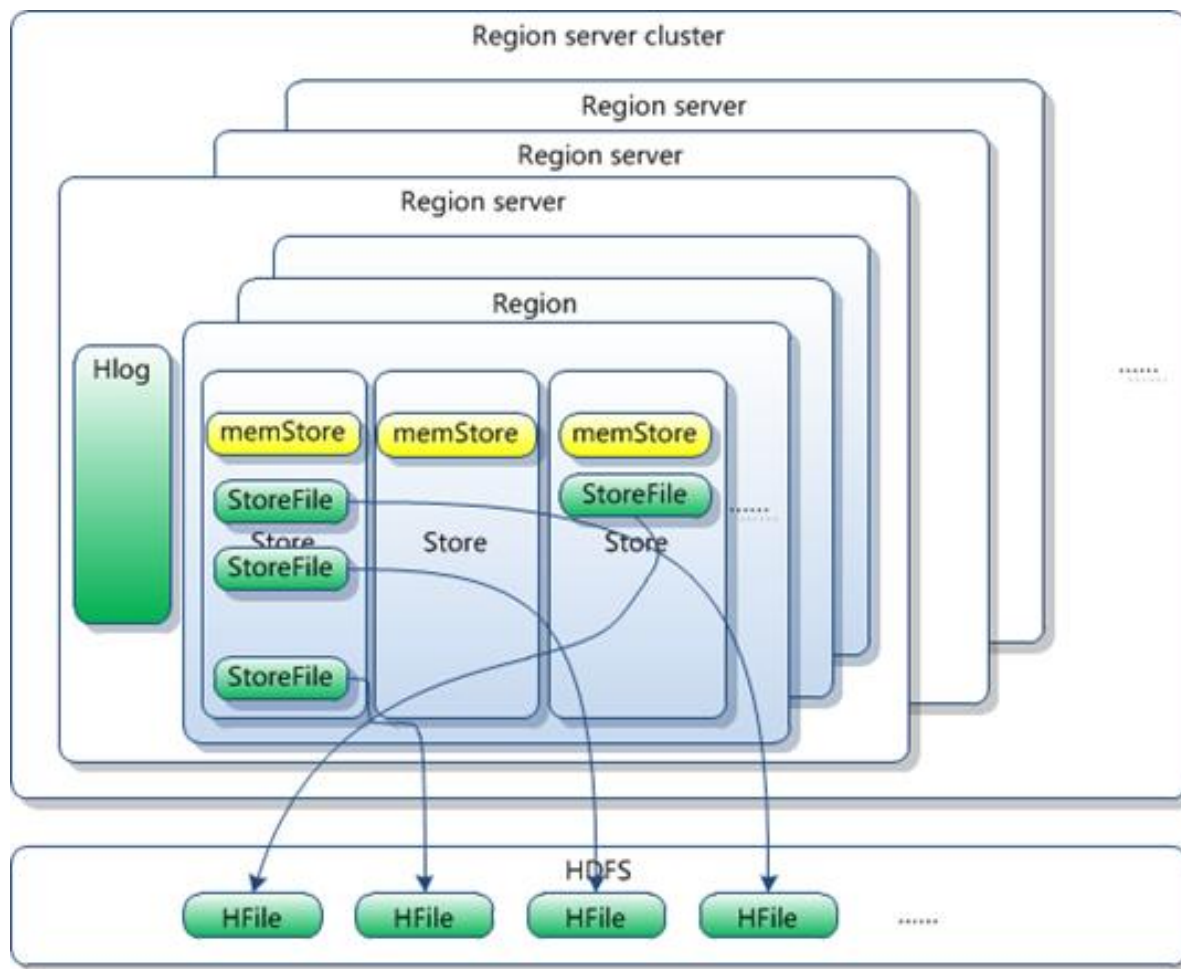 Region server cluster
Region server
Region server
Region server
Region
Hlog
memStore memStore memStore
StoreFile StoreFile
Store Store Store
StoreFile
StoreFile
......
......
HDFS
HFile HFile HFile HFile ......